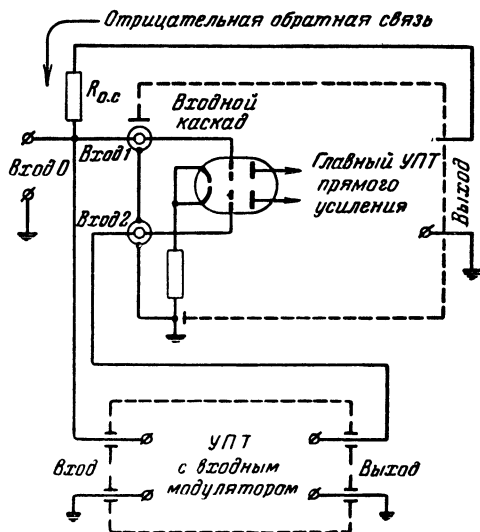 Отрицательная обратная связь
Rо.с
Входной
каскад
Вход 0
Вход1
Вход2
Главный УПТ
прямого
усиления
Выход
УПТ
с входным
модулятором
Вход
Выход